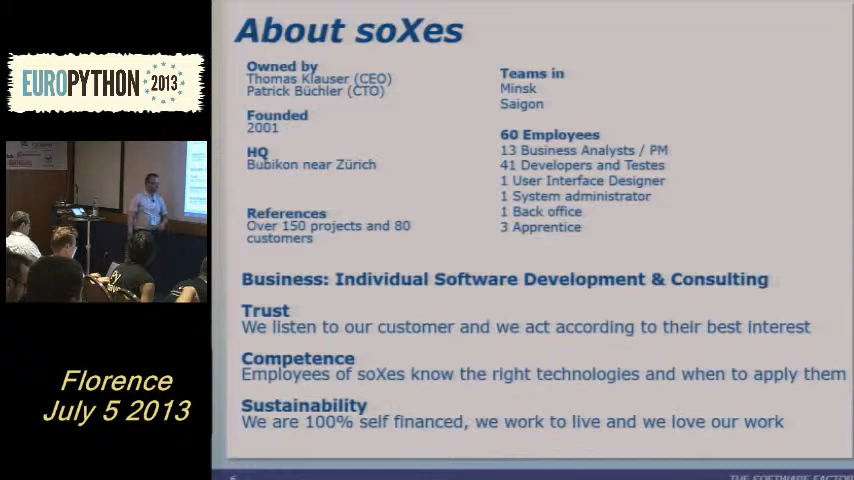 About soXes
EUROPYTHON 2013
Owned by
Thomas Klauser (CEO)
Patrick Büchler (CTO)
Founded
2001
HQ
Bubikon near Zürich
References
Over 150 projects and 80
customers
Teams in
Minsk
Saigon
60 Employees
13 Business Analysts / PM
41 Developers and Testes
1 User Interface Designer
1 System administrator
1 Back office
3 Apprentice
Business: Individual Software Development & Consulting
Trust
We listen to our customer and we act according to their best interest
Competence
Employees of soXes know the right technologies and when to apply them
Sustainability
We are 100% self financed, we work to live and we love our work
Florence
July 5 2013
6
THE SOFTWARE FACTOR